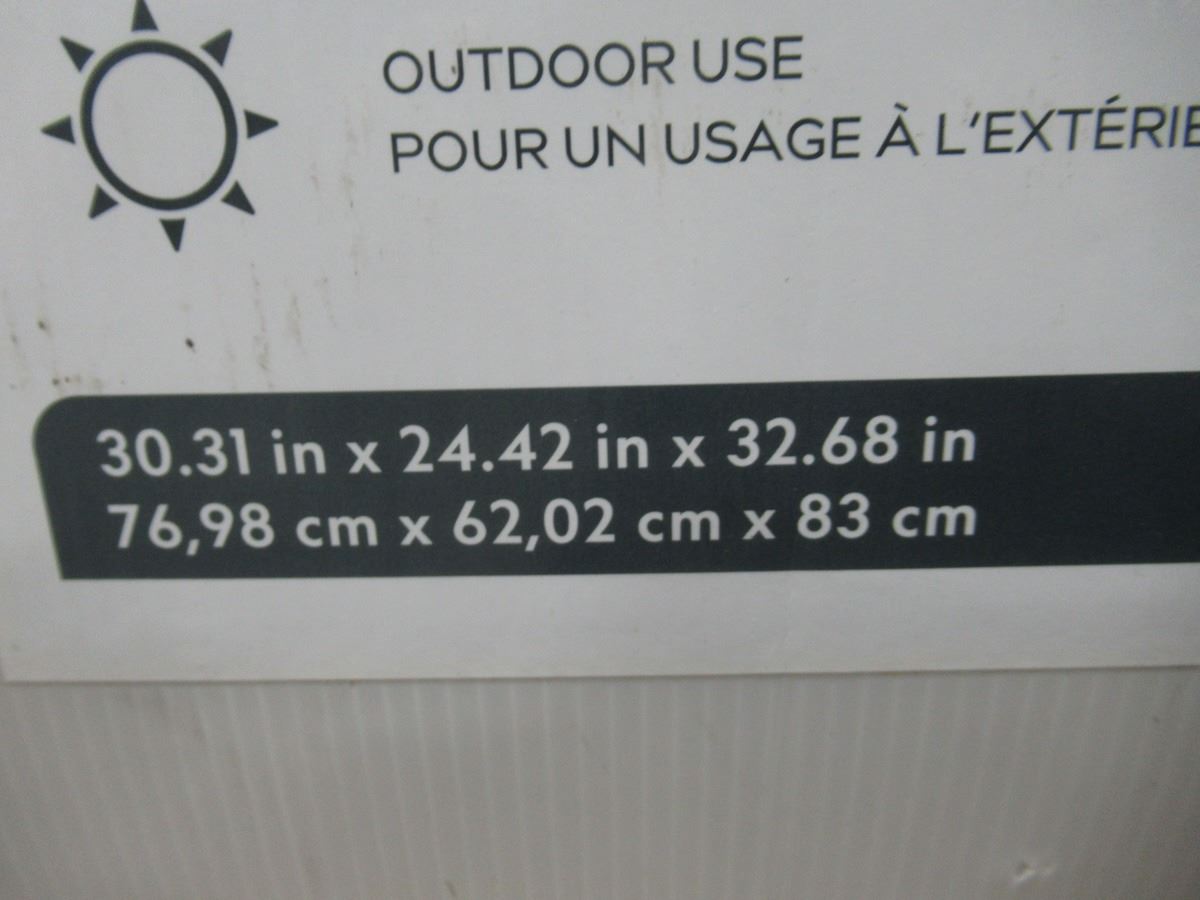 OUTDOOR USE
POUR UN USAGE À
30.31 in x 24.42 in x 32.68 in
76,98 cm x 62,02 cm x 83 cm